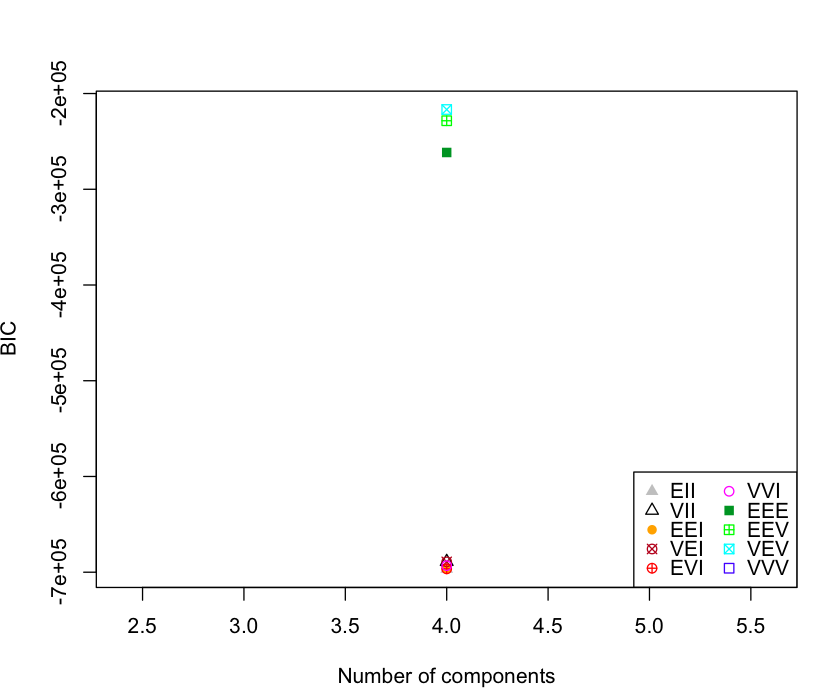 -2e+05
-3e+05
-4e+05
-5e+05
-6e+05
-7e+05
BIC
EII VVI
VII EEE
EEI EEV
VEI VEV
EVI VVV
2.5 3.0 3.5 4.0 4.5 5.0 5.5
Number of components